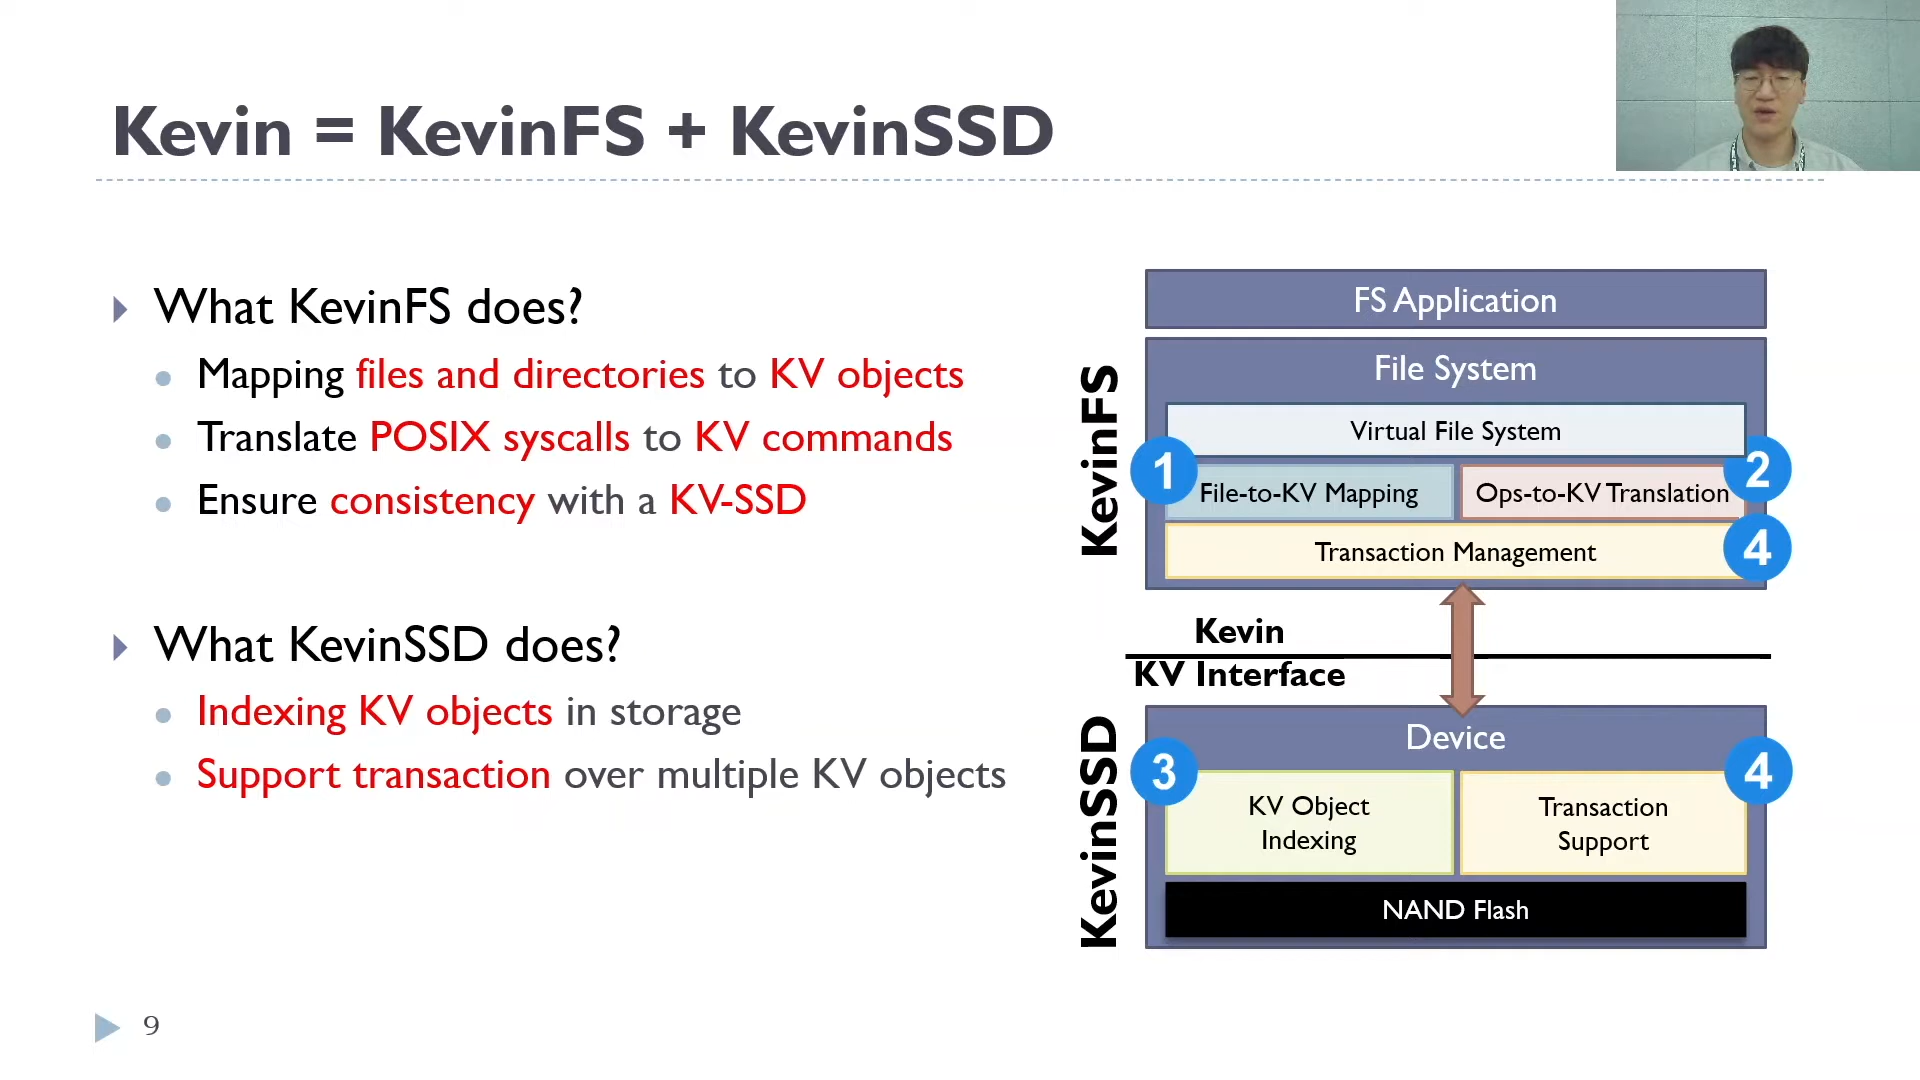 Kevin = KevinFS + KevinSSD
What KevinFS does?
Mapping files and directories to KV objects
Translate POSIX syscalls to KV commands
Ensure consistency with a KV-SSD
What KevinSSD does?
Indexing KV objects in storage
Support transaction over multiple KV objects
FS Application
KevinFS
File System
Virtual File System
1
File-to-KV Mapping
Ops-to-KV Translation
2
Transaction Management
4
Kevin
KV Interface
KevinSSD
Device
3
KV Object
Indexing
Transaction
Support
4
NAND Flash
9